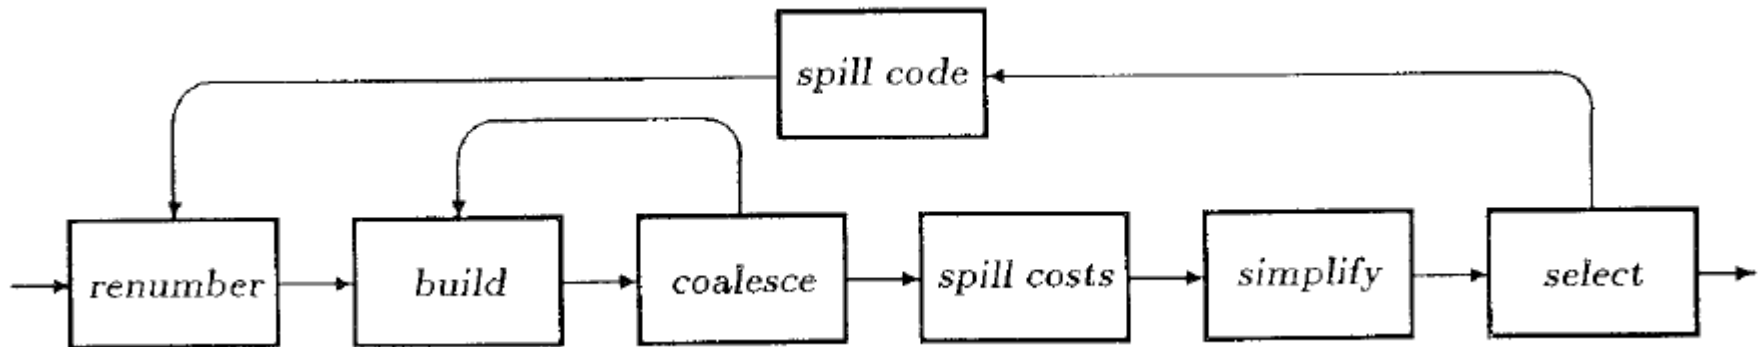 spill code
renumber
build
coalesce
spill costs
simplify
select